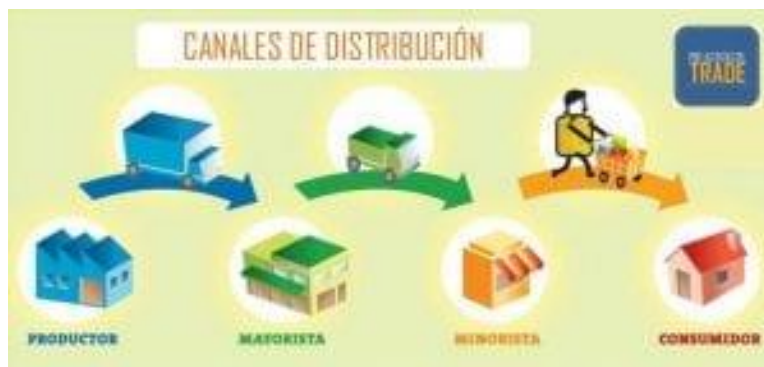 CANALES DE DISTRIBUCIÓN
TRADE
PRODUCTOR
MAYORISTA
MINORISTA
CONSUMIDOR